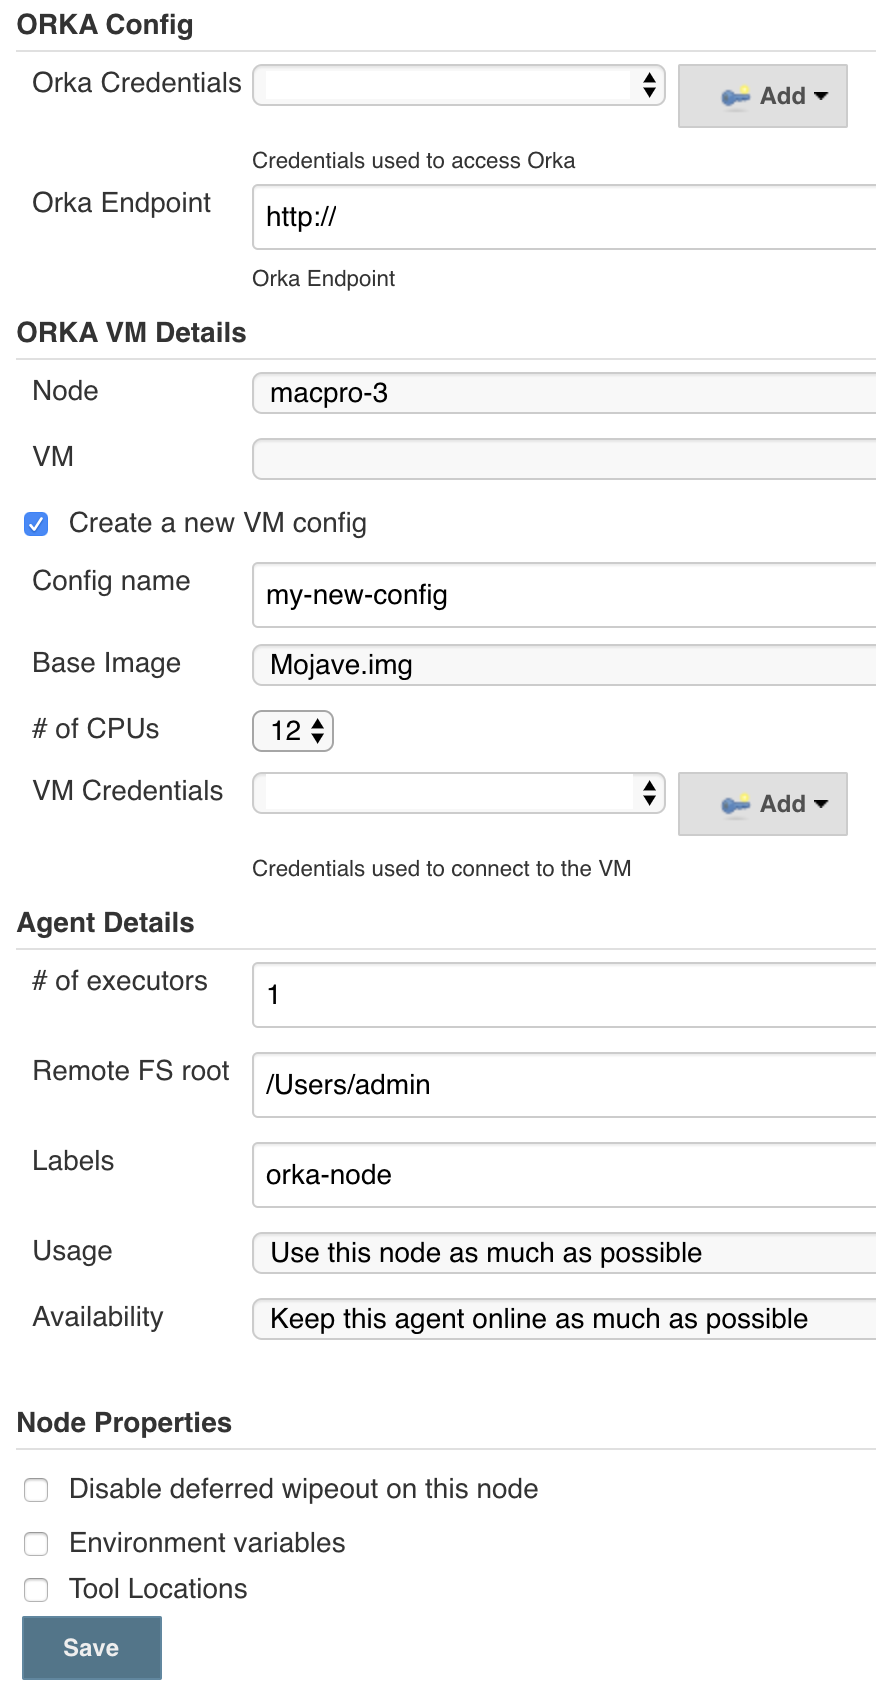 ORKA Config
Orka Credentials
Add
Credentials used to access Orka
Orka Endpoint
http://
Orka Endpoint
ORKA VM Details
Node
macpro-3
VM
Create a new VM config
Config name
my-new-config
Base Image
Mojave.img
# of CPUs
12
VM Credentials
Add
Credentials used to connect to the VM
Agent Details
# of executors
1
Remote FS root
/Users/admin
Labels
orka-node
Usage
Use this node as much as possible
Availability
Keep this agent online as much as possible
Node Properties
Disable deferred wipeout on this node
Environment variables
Tool Locations
Save